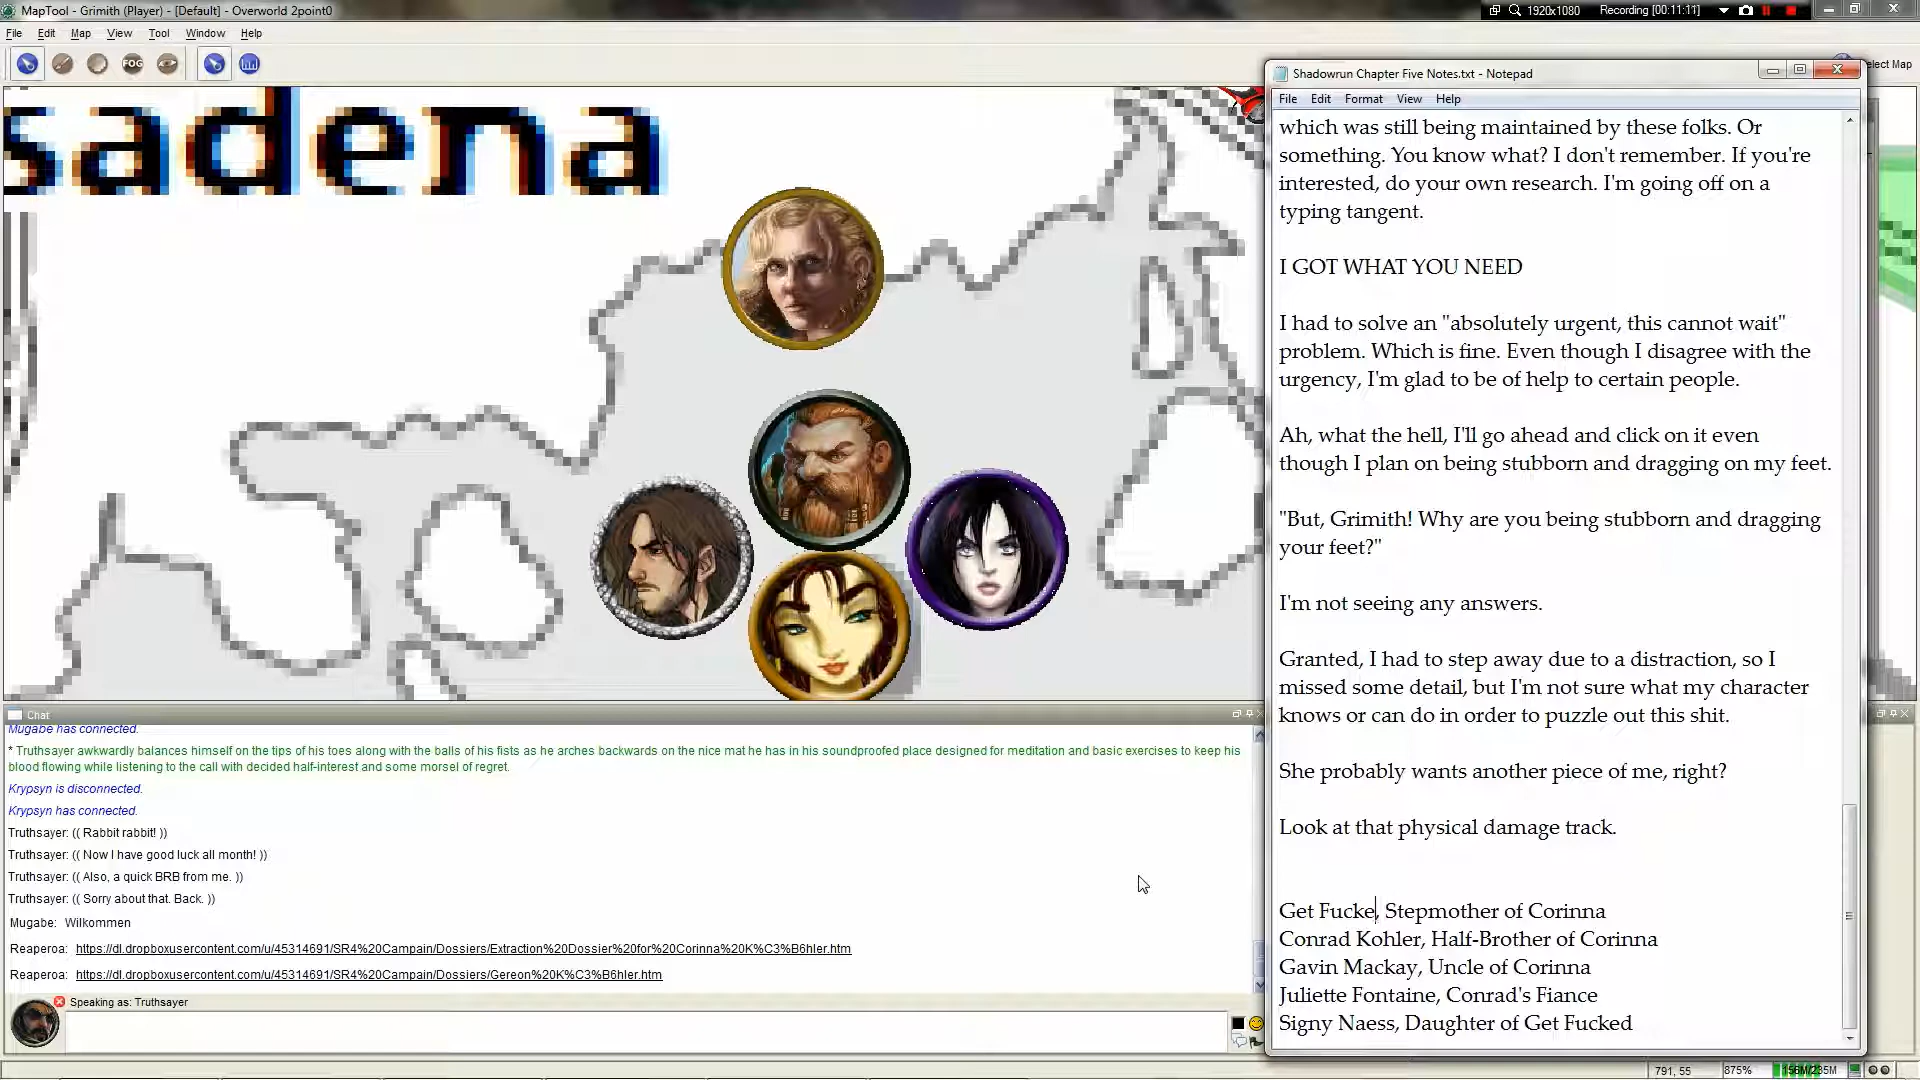 MapTool - Grimith (Player) - [Default] - Overworld 2point0
1920x1080
Recording [00:11:11]
File Edit Map View Tool Window Help
FOG
elect Map
sadena
Shadowrun Chapter Five Notes.txt - Notepad
File Edit Format View Help
which was still being maintained by these folks. Or
something. You know what? I don't remember. If you're
interested, do your own research. I'm going off on a
typing tangent.
I GOT WHAT YOU NEED
I had to solve an "absolutely urgent, this cannot wait"
problem. Which is fine. Even though I disagree with the
urgency, I'm glad to be of help to certain people.
Ah, what the hell, I'll go ahead and click on it even
though I plan on being stubborn and dragging on my feet.
"But, Grimith! Why are you being stubborn and dragging
your feet?"
I'm not seeing any answers.
Granted, I had to step away due to a distraction, so I
missed some detail, but I'm not sure what my character
knows or can do in order to puzzle out this shit.
She probably wants another piece of me, right?
Look at that physical damage track.
Get Fucke, Stepmother of Corinna
Conrad Kohler, Half-Brother of Corinna
Gavin Mackay, Uncle of Corinna
Juliette Fontaine, Conrad's Fiance
Signy Naess, Daughter of Get Fucked
Chat
Mugabe has connected.
* Truthsayer awkwardly balances himself on the tips of his toes along with the balls of his fists as he arches backwards on the nice mat he has in his soundproofed place designed for meditation and basic exercises to keep his
blood flowing while listening to the call with decided half-interest and some morsel of regret.
Krypsyn is disconnected.
Krypsyn has connected.
Truthsayer: (( Rabbit rabbit! ))
Truthsayer: (( Now I have good luck all month! ))
Truthsayer: (( Also, a quick BRB from me. ))
Truthsayer: (( Sorry about that. Back. ))
Mugabe: Wilkommen
Reaperoa: https://dl.dropboxusercontent.com/u/45314691/SR4%20Campain/Dossiers/Extraction%20Dossier%20for%20Corinna%20K%C3%B6hler.htm
Reaperoa: https://dl.dropboxusercontent.com/u/45314691/SR4%20Campain/Dossiers/Gereon%20K%C3%B6hler.htm
Speaking as: Truthsayer
791, 55
875%
156M/235M